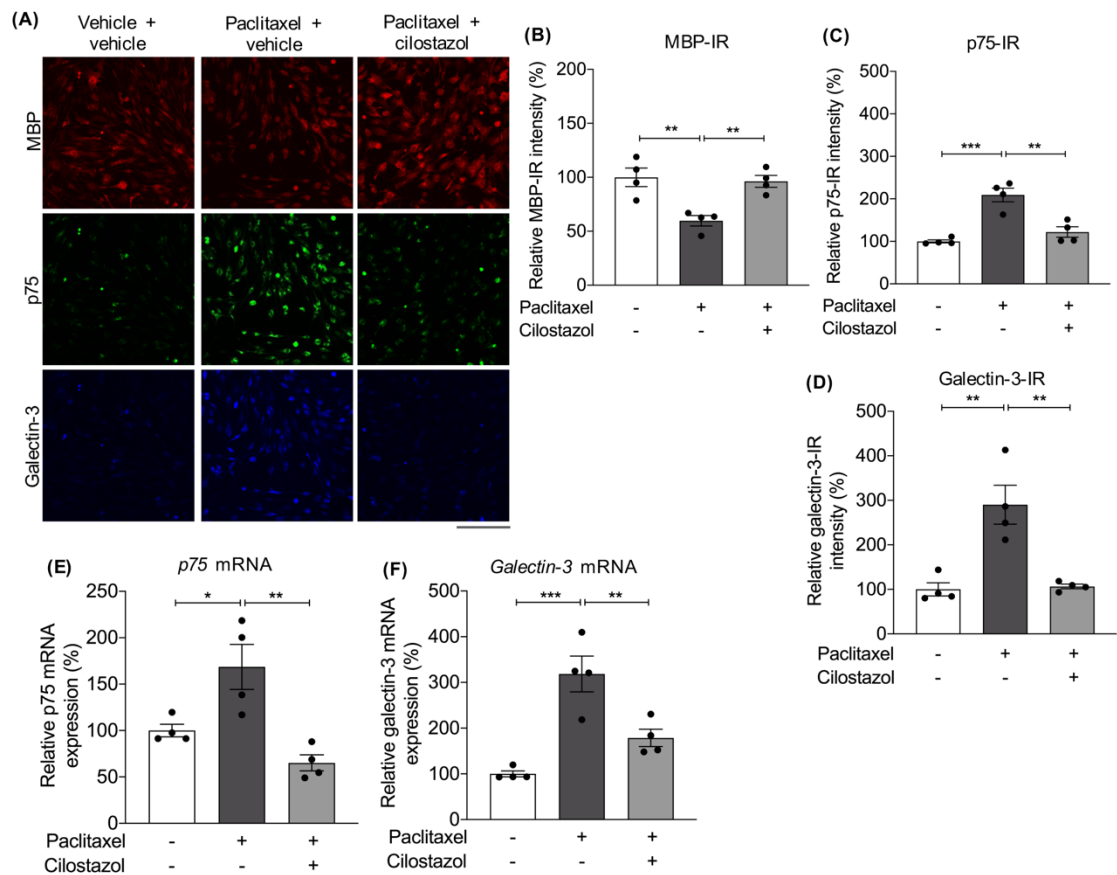 (A)
Vehicle +
vehicle
Paclitaxel +
vehicle
Paclitaxel +
cilostazol
MBP
p75
Galectin-3
(B)
MBP-IR
Relative MBP-IR intensity (%)
200
150
100
50
0
** **
Paclitaxel - + +
Cilostazol - - +
(C)
p75-IR
Relative p75-IR intensity (%)
500
400
300
200
100
0
*** **
Paclitaxel - + +
Cilostazol - - +
(D)
Galectin-3-IR
Relative galectin-3-IR
intensity (%)
500
400
300
200
100
0
** **
Paclitaxel - + +
Cilostazol - - +
(E)
p75 mRNA
Relative p75 mRNA
expression (%)
250
200
150
100
50
0
* **
Paclitaxel - + +
Cilostazol - - +
(F)
Galectin-3 mRNA
Relative galectin-3 mRNA
expression (%)
500
400
300
200
100
0
*** **
Paclitaxel - + +
Cilostazol - - +